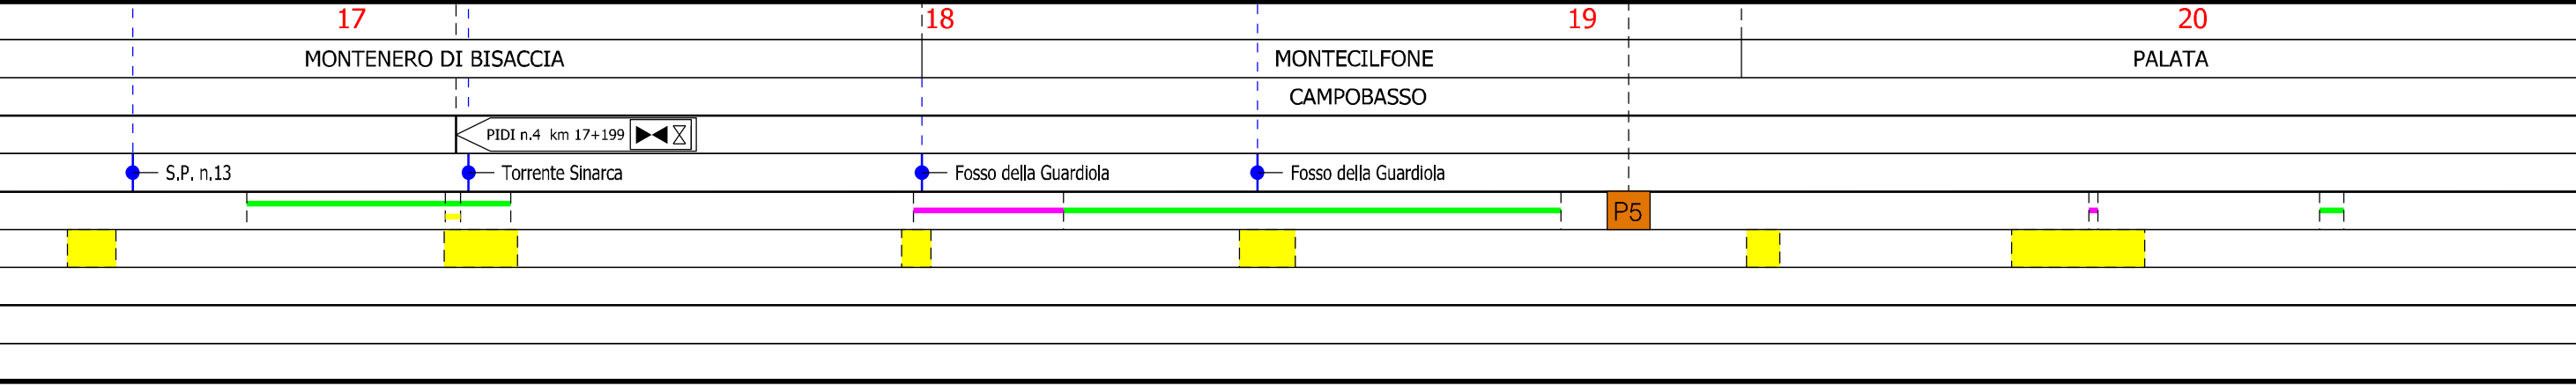 17 18 19 20
MONTENERO DI BISACCIA MONTECILFONE PALATA
CAMPOBASSO
PIDI n.4 km 17+199
S.P. n.13 Torrente Sinarca Fosso della Guardiola Fosso della Guardiola
P5